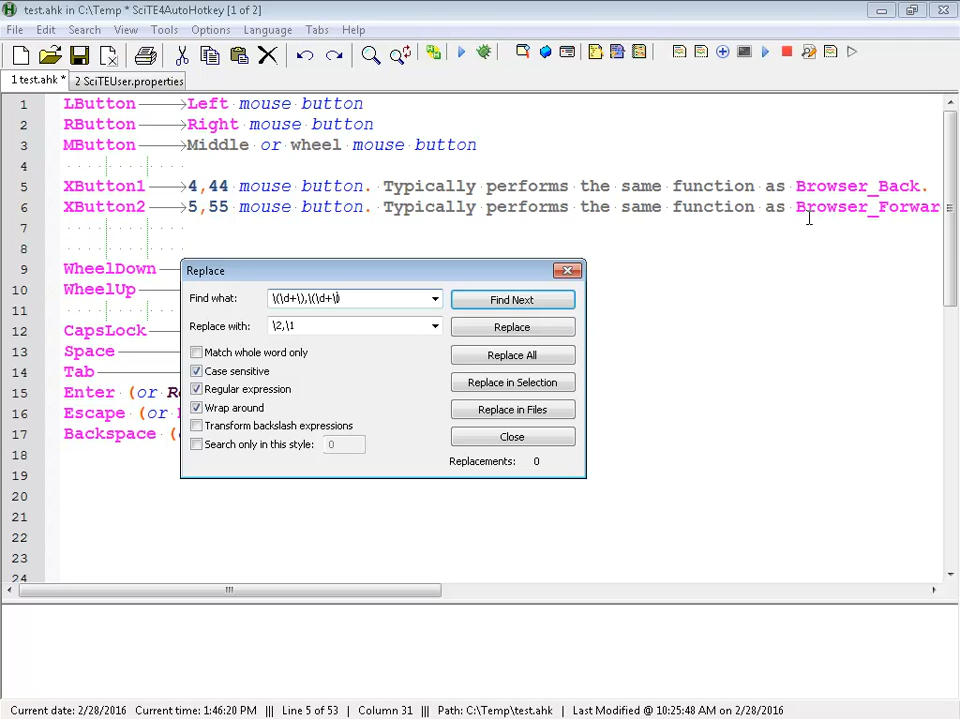 test.ahk in C:\Temp * SciTE4AutoHotkey [1 of 2]
File Edit Search View Tools Options Language Tabs Help
1 test.ahk * 2 SciTEUser.properties
1 LButton Left mouse button
2 RButton Right mouse button
3 MButton Middle or wheel mouse button
4
5 XButton1 4,44 mouse button. Typically performs the same function as Browser_Back.
6 XButton2 5,55 mouse button. Typically performs the same function as Browser_Forwar
7
8
9 WheelDown
10 WheelUp
11
12 CapsLock
13 Space
14 Tab
15 Enter (or R
16 Escape (or
17 Backspace (
18
19
20
21
22
23
24
Replace
Find what: \(\d+\),\(\d+\)
Find Next
Replace with: \2,\1
Replace
Match whole word only
Replace All
Case sensitive
Regular expression
Replace in Selection
Wrap around
Replace in Files
Transform backslash expressions
Close
Search only in this style: 0
Replacements: 0
Current date: 2/28/2016 Current time: 1:46:20 PM ||| Line 5 of 53 | Column 31 ||| Path: C:\Temp\test.ahk ||| Last Modified @ 10:25:48 AM on 2/28/2016